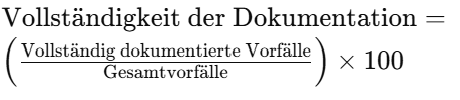 Vollständigkeit der Dokumentation =
(Vollständig dokumentierte Vorfälle / Gesamtvorfälle) × 100